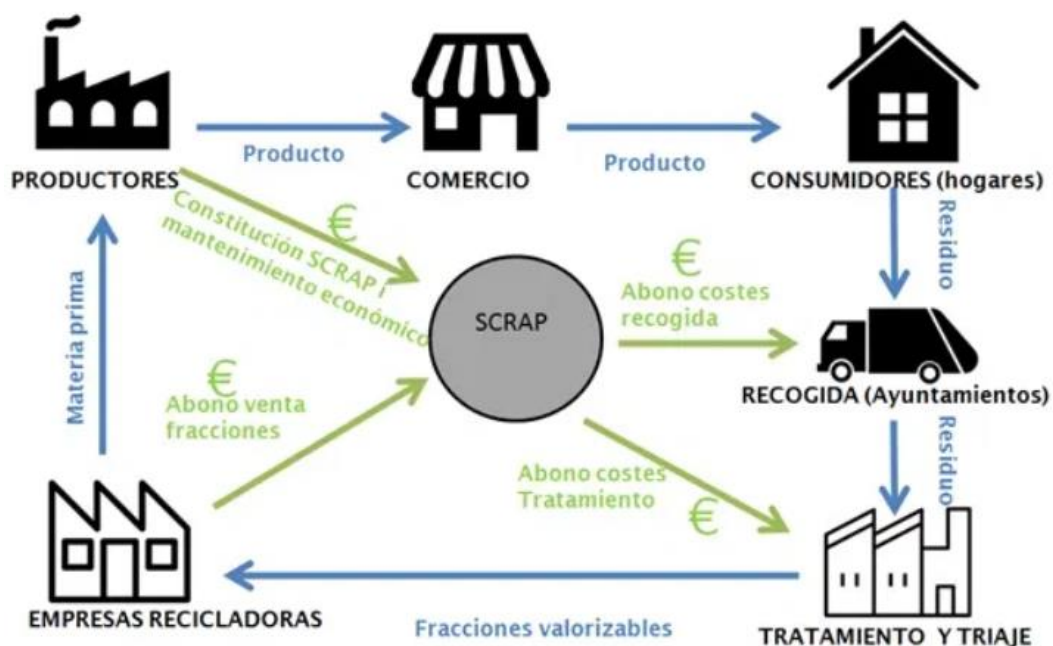 Producto
Producto
PRODUCTORES
COMERCIO
CONSUMIDORES (hogares)
€
Constitución SCRAP i
mantenimiento económico
Residuo
€
Abono costes
recogida
SCRAP
Materia prima
€
Abono venta
fracciones
RECOGIDA (Ayuntamientos)
Residuo
Abono costes
Tratamiento
€
EMPRESAS RECICLADORAS
Fracciones valorizables
TRATAMIENTO Y TRIAJE